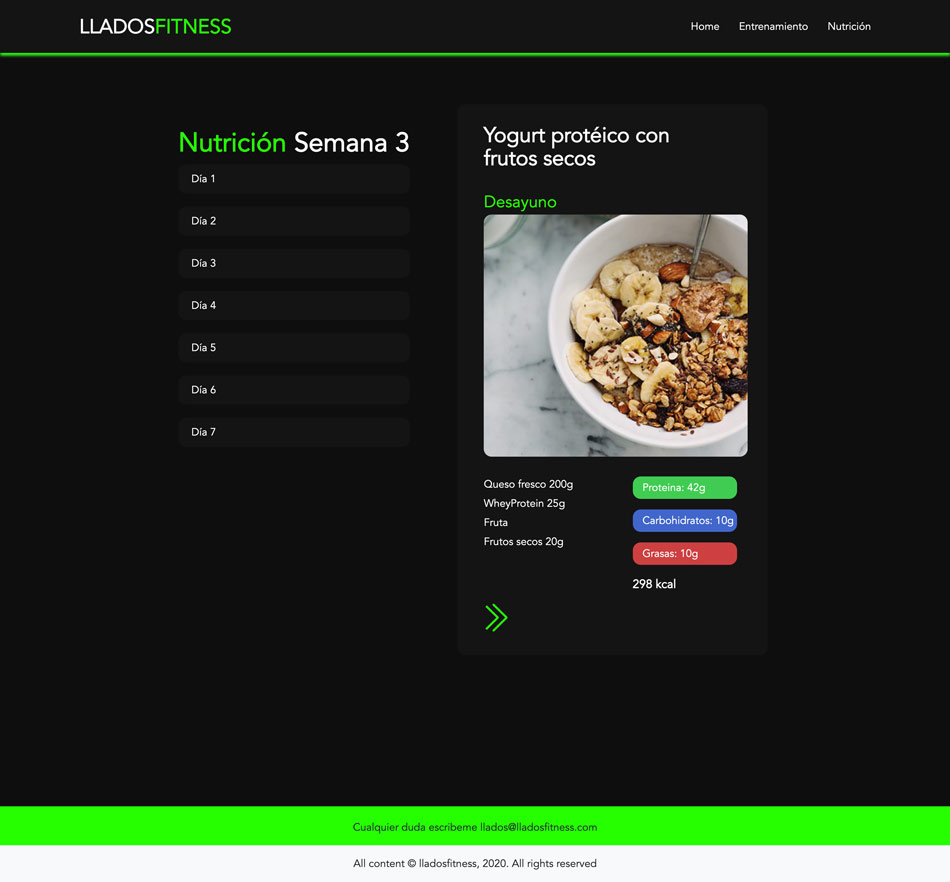 LLADOSFITNESS
Home Entrenamiento Nutrición
Nutrición Semana 3
Día 1
Día 2
Día 3
Día 4
Día 5
Día 6
Día 7
Yogurt protéico con
frutos secos
Desayuno
Queso fresco 200g
WheyProtein 25g
Fruta
Frutos secos 20g
Proteina: 42g
Carbohidratos: 10g
Grasas: 10g
298 kcal
Cualquier duda escribeme llados@lladosfitness.com
All content © lladosfitness, 2020. All rights reserved